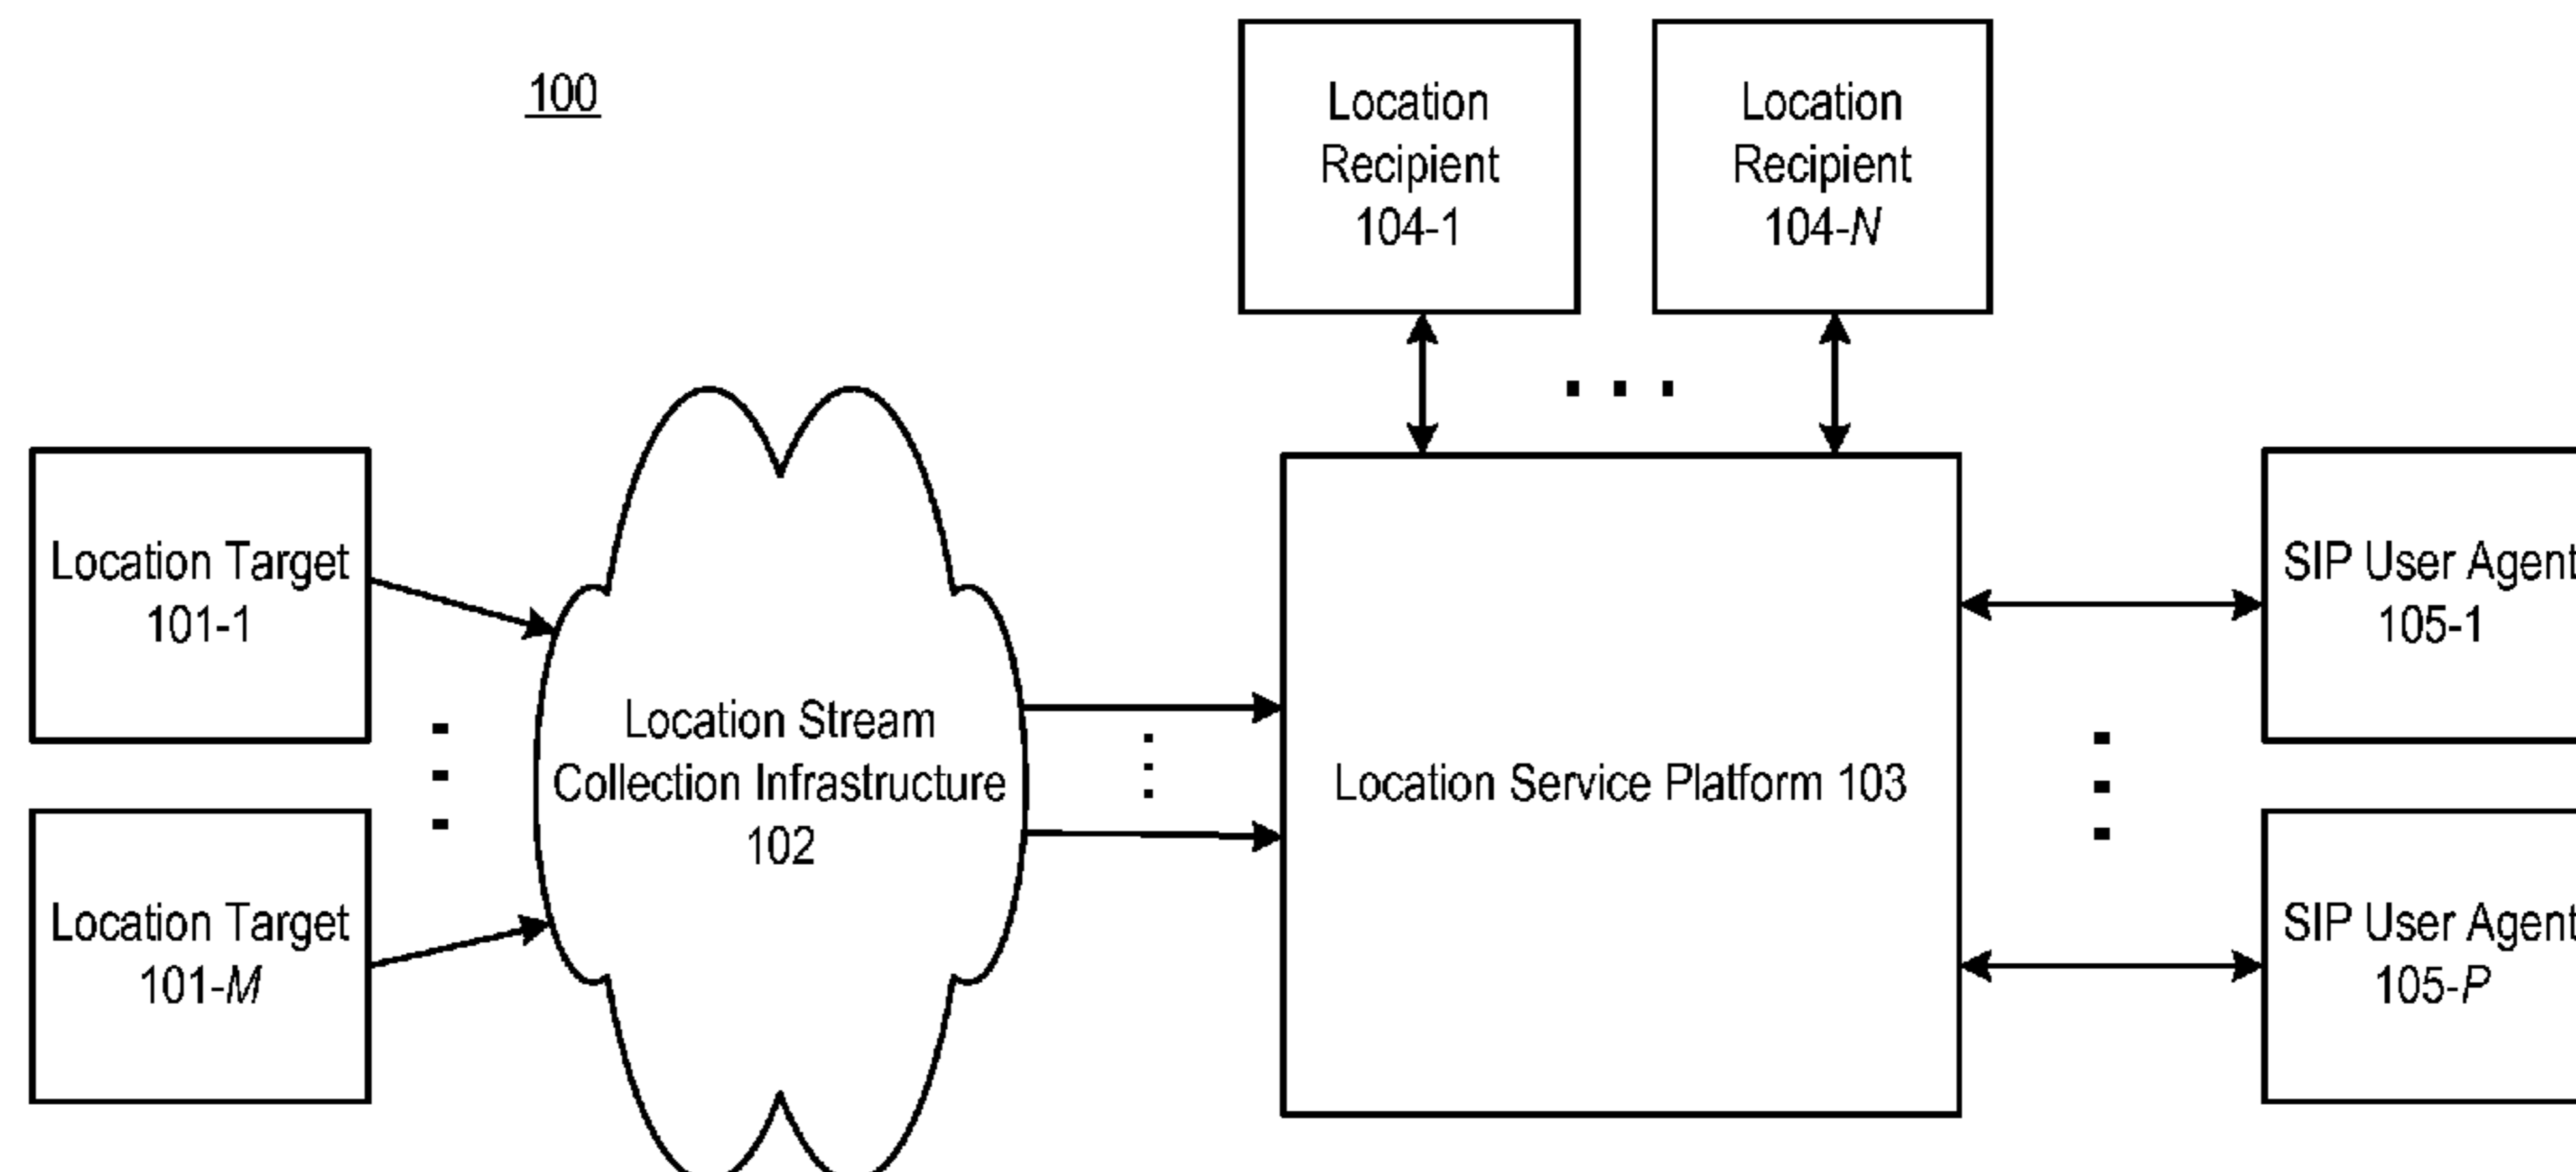 100
Location
Recipient
104-1
Location
Recipient
104-N
Location Target
101-1
Location Target
101-M
Location Stream
Collection Infrastructure
102
Location Service Platform 103
SIP User Agent
105-1
SIP User Agent
105-P